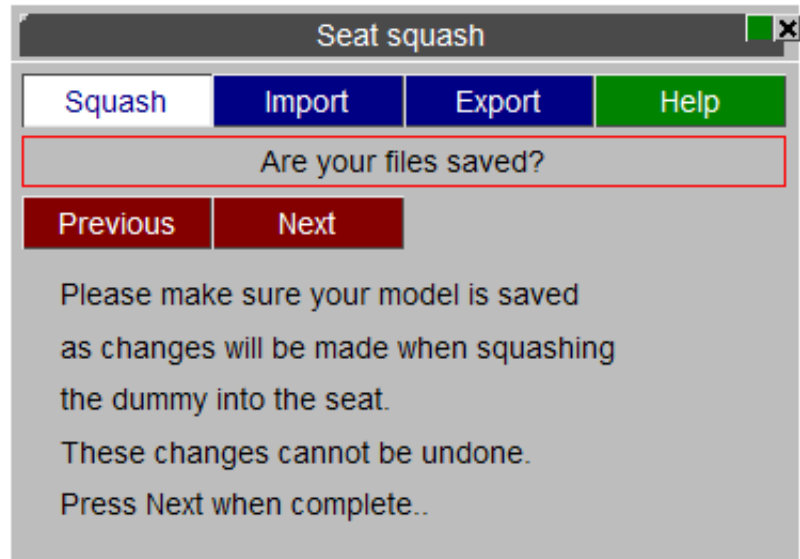 Seat squash
Squash Import Export Help
Are your files saved?
Previous Next
Please make sure your model is saved
as changes will be made when squashing
the dummy into the seat.
These changes cannot be undone.
Press Next when complete..